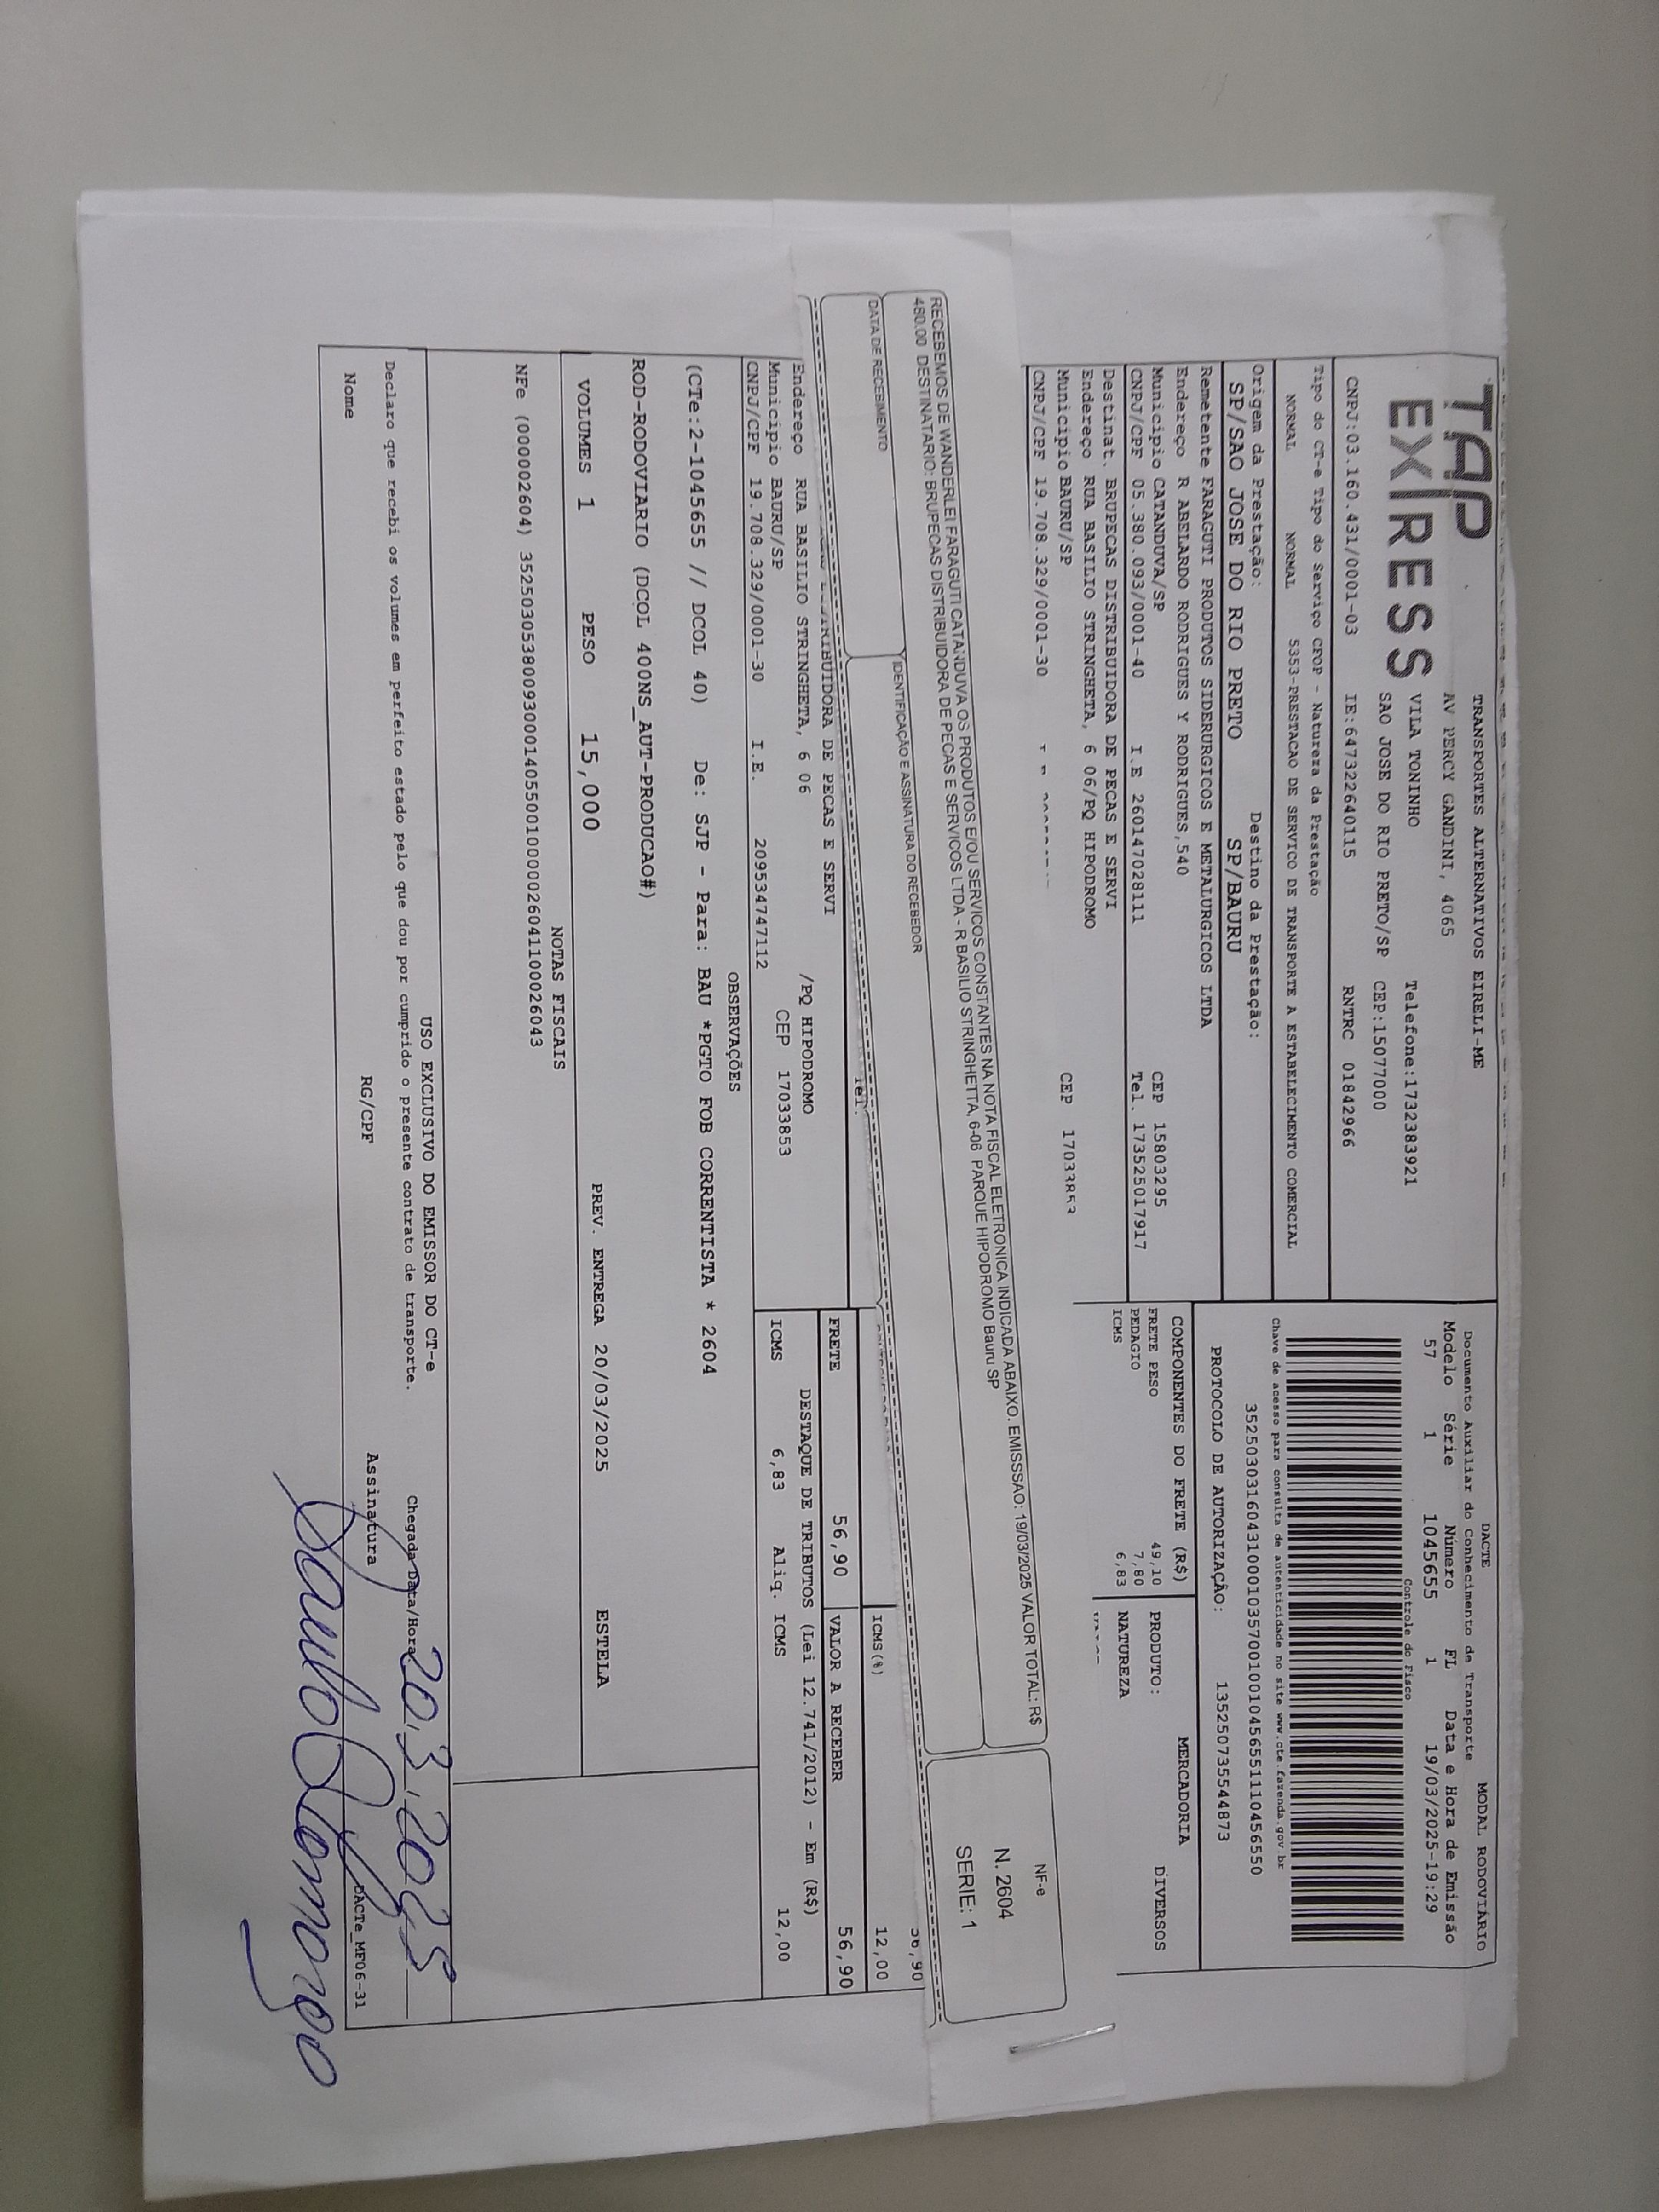 TAP EXPRESS
TRANSPORTES ALTERNATIVOS EIRELI-ME
AV PERCY GANDINI, 4065
VILA TONINHO Telefone:1732383921
SAO JOSE DO RIO PRETO/SP CEP:15077000
CNPJ:03.160.431/0001-03 IE:647322640115 RNTRC 01842966
DACTE MODAL RODOVIÁRIO
Documento Auxiliar do Conhecimento de Transporte
Modelo Série Número FL Data e Hora de Emissão
57 1 1045655 1 19/03/2025-19:29
Controle do Fisco
Chave de acesso para consulta de autenticidade no site www.cte.fazenda.gov.br
35250303160431000103570010010456551110456550
PROTOCOLO DE AUTORIZAÇÃO: 135250735544873
Tipo do CT-e Tipo do Serviço CFOP - Natureza da Prestação
NORMAL NORMAL 5353-PRESTACAO DE SERVICO DE TRANSPORTE A ESTABELECIMENTO COMERCIAL
Origem da Prestação: Destino da Prestação:
SP/SAO JOSE DO RIO PRETO SP/BAURU
Remetente FARAGUTI PRODUTOS SIDERURGICOS E METALURGICOS LTDA
Endereço R ABELARDO RODRIGUES Y RODRIGUES,540
Municipio CATANDUVA/SP CEP 15803295
CNPJ/CPF 05.380.093/0001-40 I.E 260147028111 Tel. 173525017917
Destinat. BRUPECAS DISTRIBUIDORA DE PECAS E SERVI
Endereço RUA BASILIO STRINGHETA, 6 06/PQ HIPODROMO
Municipio BAURU/SP CEP 17033853
CNPJ/CPF 19.708.329/0001-30
COMPONENTES DO FRETE (R$)
FRETE PESO 49,10
PEDAGIO 7,80
ICMS 6,83
MERCADORIA
PRODUTO: DIVERSOS
NATUREZA
RECEBEMOS DE WANDERLEI FARAGUTI CATANDUVA OS PRODUTOS E/OU SERVICOS CONSTANTES NA NOTA FISCAL ELETRONICA INDICADA ABAIXO. EMISSSAO: 19/03/2025 VALOR TOTAL: R$
480.00 DESTINATARIO: BRUPECAS DISTRIBUIDORA DE PECAS E SERVICOS LTDA - R BASILIO STRINGHETTA, 6-06 PARQUE HIPODROMO Bauru SP
DATA DE RECEBIMENTO
IDENTIFICAÇÃO E ASSINATURA DO RECEBEDOR
NF-e
N. 2604
SERIE: 1
56,90
ICMS(%) 12,00
TRIBUIDORA DE PECAS E SERVI Tel.
Endereço RUA BASILIO STRINGHETA, 6 06 /PQ HIPODROMO
Municipio BAURU/SP CEP 17033853
CNPJ/CPF 19.708.329/0001-30 I.E. 209534747112
FRETE 56,90 VALOR A RECEBER 56,90
DESTAQUE DE TRIBUTOS (Lei 12.741/2012) - Em (R$)
ICMS 6,83 Aliq. ICMS 12,00
OBSERVAÇÕES
(CTe:2-1045655 // DCOL 40) De: SJP - Para: BAU *PGTO FOB CORRENTISTA * 2604
ROD-RODOVIARIO (DCOL 400NS_AUT-PRODUCAO#)
VOLUMES 1 PESO 15,000 PREV. ENTREGA 20/03/2025 ESTELA
NOTAS FISCAIS
NFe (000002604) 35250305380093000140550010000026041100026043
USO EXCLUSIVO DO EMISSOR DO CT-e
Declaro que recebi os volumes em perfeito estado pelo que dou por cumprido o presente contrato de transporte. Chegada Data/Hora 20.3.2025
Nome RG/CPF Assinatura DACTe_MF06-31